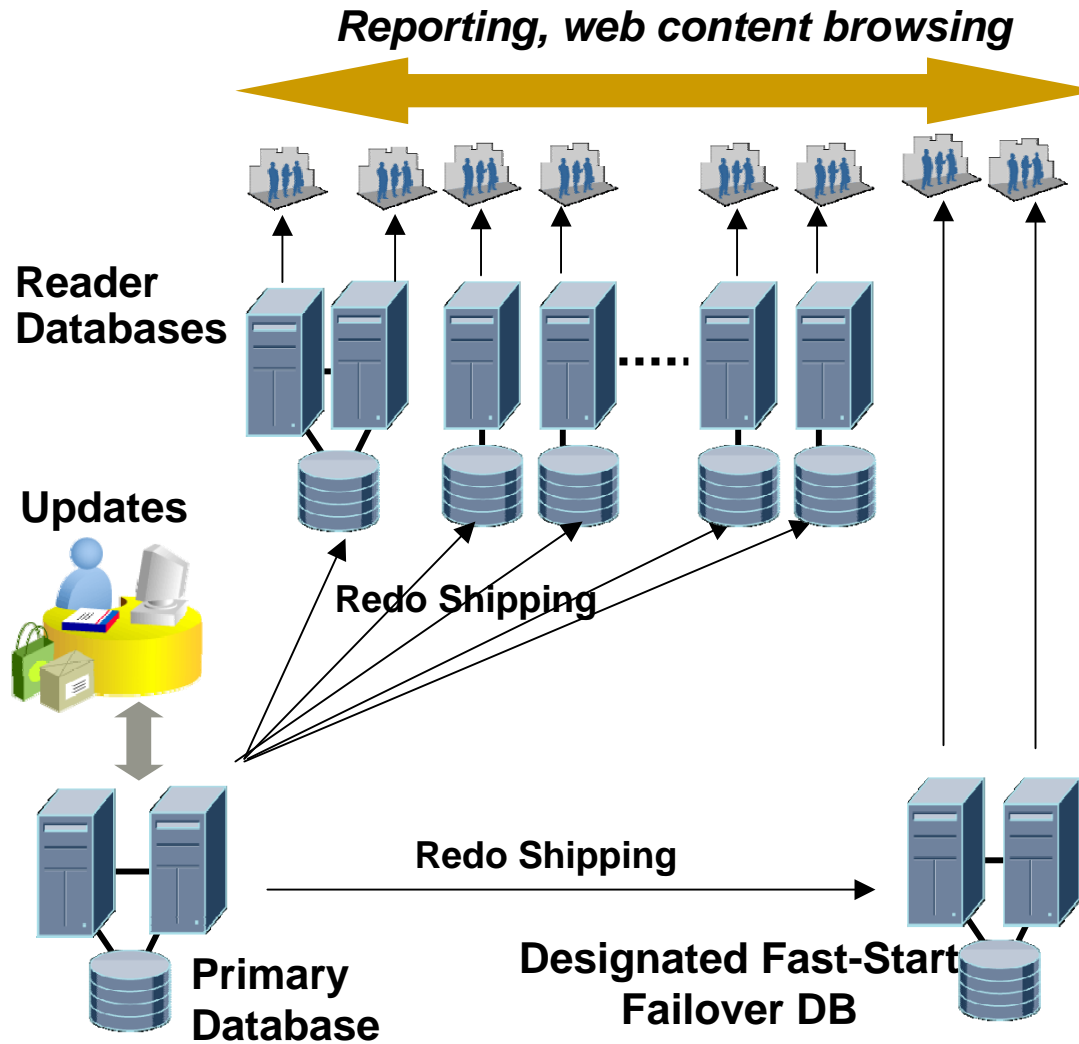 Reporting, web content browsing
Reader
Databases
Updates
Redo Shipping
Redo Shipping
Primary
Database
Designated Fast-Start
Failover DB